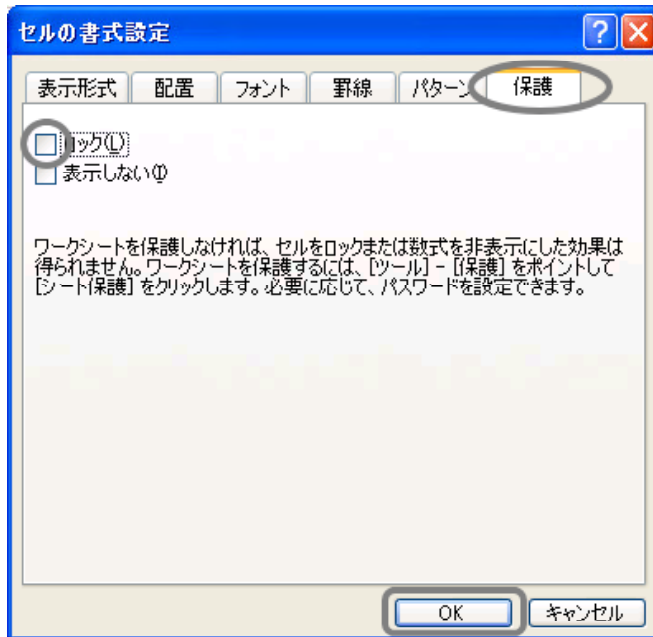 セルの書式設定
表示形式 配置 フォント 罫線 パターン 保護
ロック(L)
表示しない(I)
ワークシートを保護しなければ、セルをロックまたは数式を非表示にした効果は
得られません。ワークシートを保護するには、[ツール] - [保護] をポイントして
[シート保護] をクリックします。必要に応じて、パスワードを設定できます。
OK キャンセル